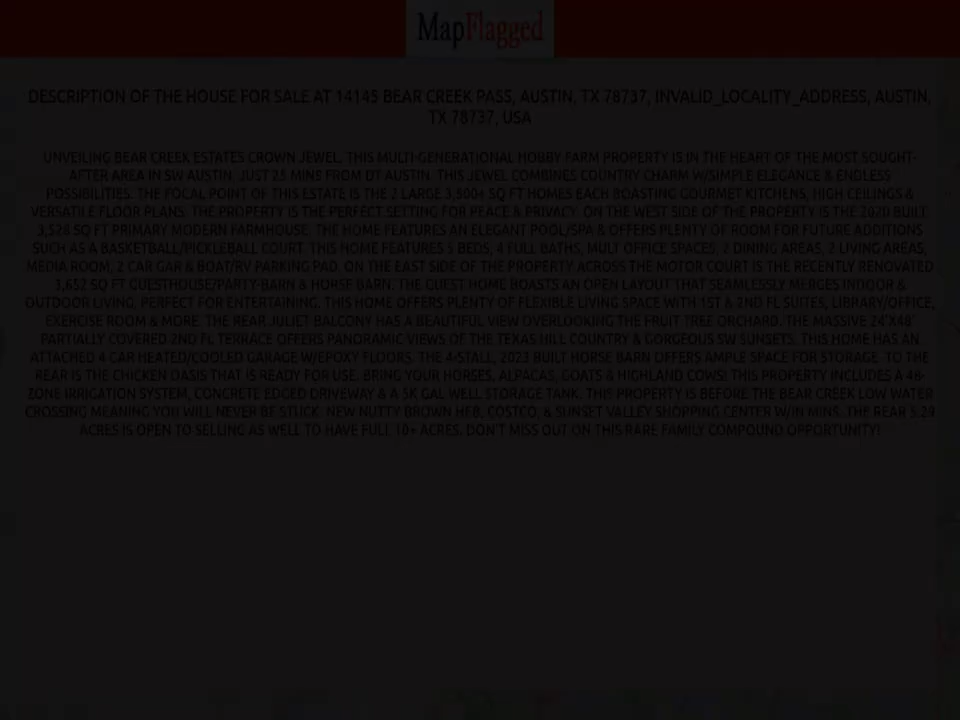 MapFlagged
DESCRIPTION OF THE HOUSE FOR SALE AT 14145 BEAR CREEK PASS, AUSTIN, TX 78737, INVALID_LOCALITY_ADDRESS, AUSTIN,
TX 78737, USA
UNVEILING BEAR CREEK ESTATES CROWN JEWEL. THIS MULTI-GENERATIONAL HOBBY FARM PROPERTY IS IN THE HEART OF THE MOST SOUGHT-
AFTER AREA IN SW AUSTIN. JUST 25 MINS FROM DT AUSTIN. THIS JEWEL COMBINES COUNTRY CHARM W/SIMPLE ELEGANCE & ENDLESS
POSSIBILITIES. THE FOCAL POINT OF THIS ESTATE IS THE 2 LARGE 3,500+ SQ FT HOMES EACH BOASTING GOURMET KITCHENS, HIGH CEILINGS &
VERSATILE FLOOR PLANS. THE PROPERTY IS THE PERFECT SETTING FOR PEACE & PRIVACY. ON THE WEST SIDE OF THE PROPERTY IS THE 2020 BUILT
3,528 SQ FT PRIMARY MODERN FARMHOUSE. THE HOME FEATURES AN ELEGANT POOL/SPA & OFFERS PLENTY OF ROOM FOR FUTURE ADDITIONS
SUCH AS A BASKETBALL/PICKLEBALL COURT. THIS HOME FEATURES 5 BEDS, 4 FULL BATHS, MULT OFFICE SPACES, 2 DINING AREAS, 2 LIVING AREAS,
MEDIA ROOM, 2 CAR GAR & BOAT/RV PARKING PAD. ON THE EAST SIDE OF THE PROPERTY ACROSS THE MOTOR COURT IS THE RECENTLY RENOVATED
3,652 SQ FT GUESTHOUSE/PARTY-BARN & HORSE BARN. THE GUEST HOME BOASTS AN OPEN LAYOUT THAT SEAMLESSLY MERGES INDOOR &
OUTDOOR LIVING, PERFECT FOR ENTERTAINING. THIS HOME OFFERS PLENTY OF FLEXIBLE LIVING SPACE WITH 1ST & 2ND FL SUITES, LIBRARY/OFFICE,
EXERCISE ROOM & MORE. THE REAR JULIET BALCONY HAS A BEAUTIFUL VIEW OVERLOOKING THE FRUIT TREE ORCHARD. THE MASSIVE 24'X48'
PARTIALLY COVERED 2ND FL TERRACE OFFERS PANORAMIC VIEWS OF THE TEXAS HILL COUNTRY & GORGEOUS SW SUNSETS. THIS HOME HAS AN
ATTACHED 4 CAR HEATED/COOLED GARAGE W/EPOXY FLOORS. THE 4-STALL, 2023 BUILT HORSE BARN OFFERS AMPLE SPACE FOR STORAGE. TO THE
REAR IS THE CHICKEN OASIS THAT IS READY FOR USE. BRING YOUR HORSES, ALPACAS, GOATS & HIGHLAND COWS! THIS PROPERTY INCLUDES A 46-
ZONE IRRIGATION SYSTEM, CONCRETE EDGED DRIVEWAY & A 5K GAL WELL STORAGE TANK. THIS PROPERTY IS BEFORE THE BEAR CREEK LOW WATER
CROSSING MEANING YOU WILL NEVER BE STUCK. NEW NUTTY BROWN HEB, COSTCO, & SUNSET VALLEY SHOPPING CENTER W/IN MINS. THE REAR 5.29
ACRES IS OPEN TO SELLING AS WELL TO HAVE FULL 10+ ACRES. DON'T MISS OUT ON THIS RARE FAMILY COMPOUND OPPORTUNITY!